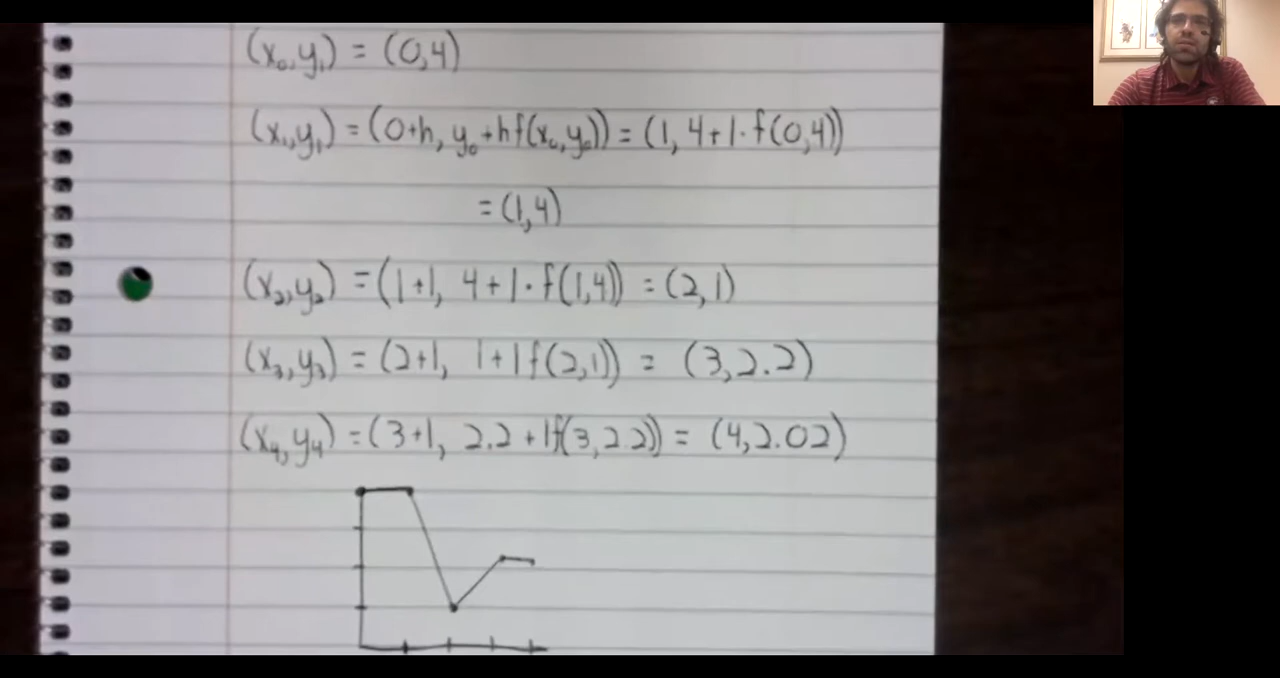 (x₀,y₁) = (0,4)
(x₁,y₁) = (0+h, y₀+hf(x₀,y₀)) = (1, 4+1·f(0,4))
= (1,4)
(x₂,y₂) = (1+1, 4+1·f(1,4)) = (2,1)
(x₃,y₃) = (2+1, 1+1f(2,1)) = (3,2.2)
(x₄,y₄) = (3+1, 2.2+1f(3,2.2)) = (4,2.02)